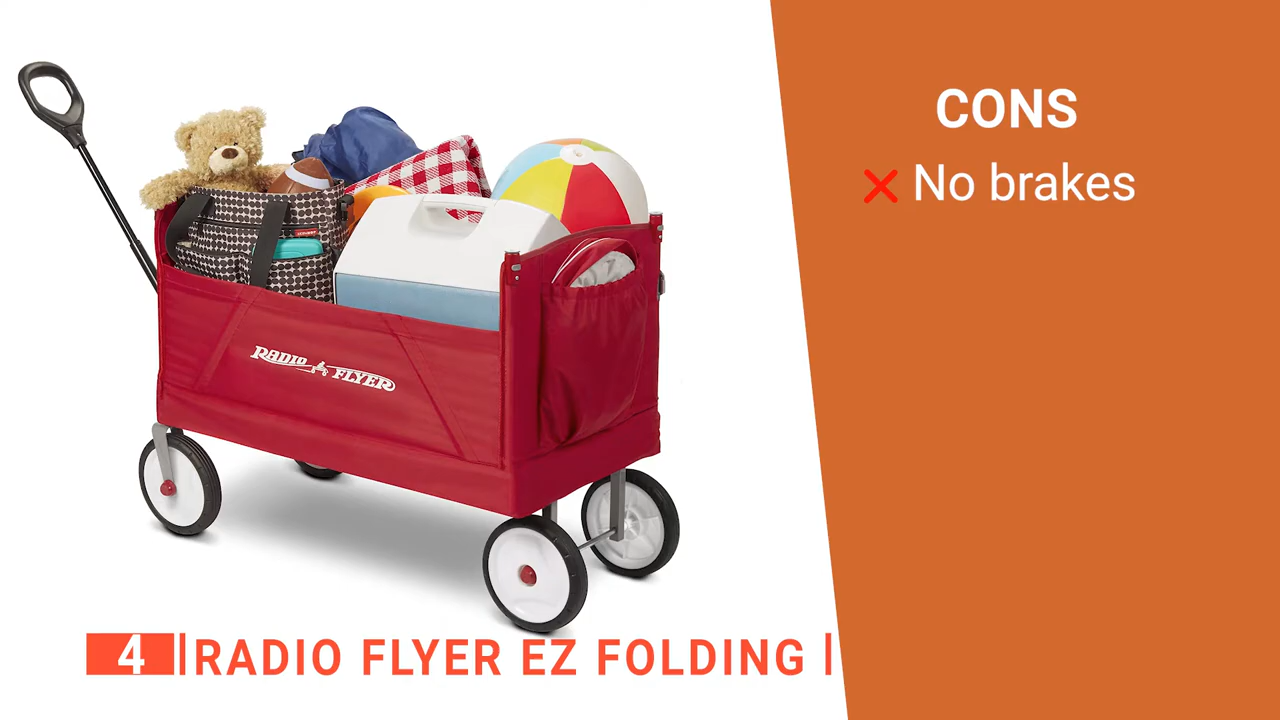 CONS
No brakes
RADIO FLYER
4
RADIO FLYER EZ FOLDING